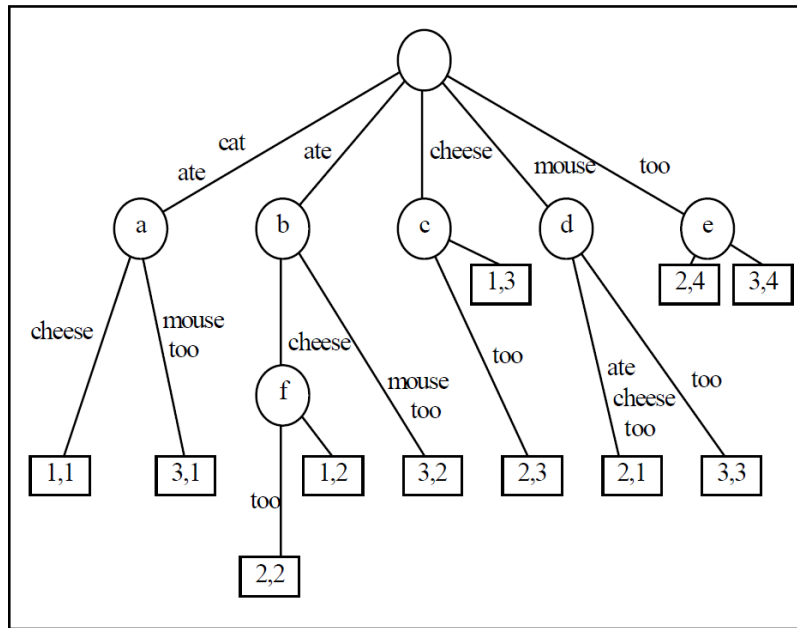 cat
ate
ate
cheese
mouse
too
a
b
c
d
e
1,3
2,4
3,4
cheese
mouse
too
cheese
f
mouse
too
too
ate
cheese
too
too
1,1
3,1
1,2
3,2
2,3
2,1
3,3
too
2,2